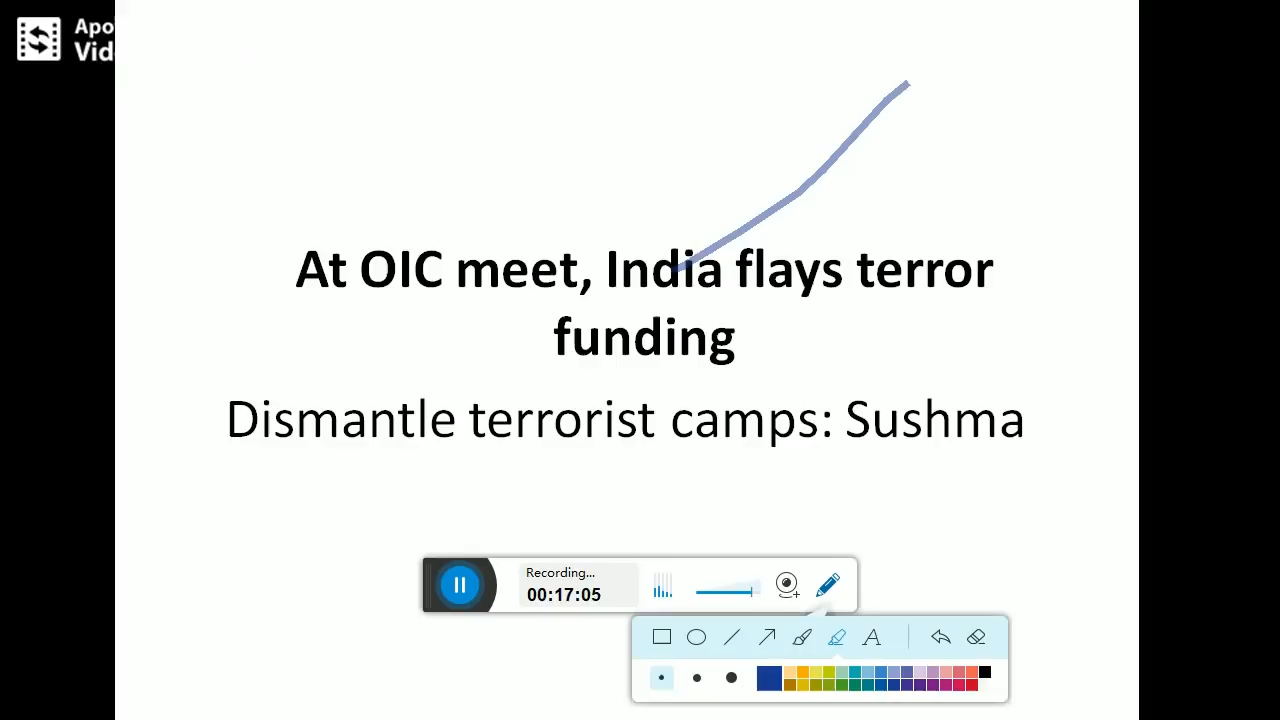 Apo
Vid
At OIC meet, India flays terror
funding
Dismantle terrorist camps: Sushma
Recording...
00:17:05
A